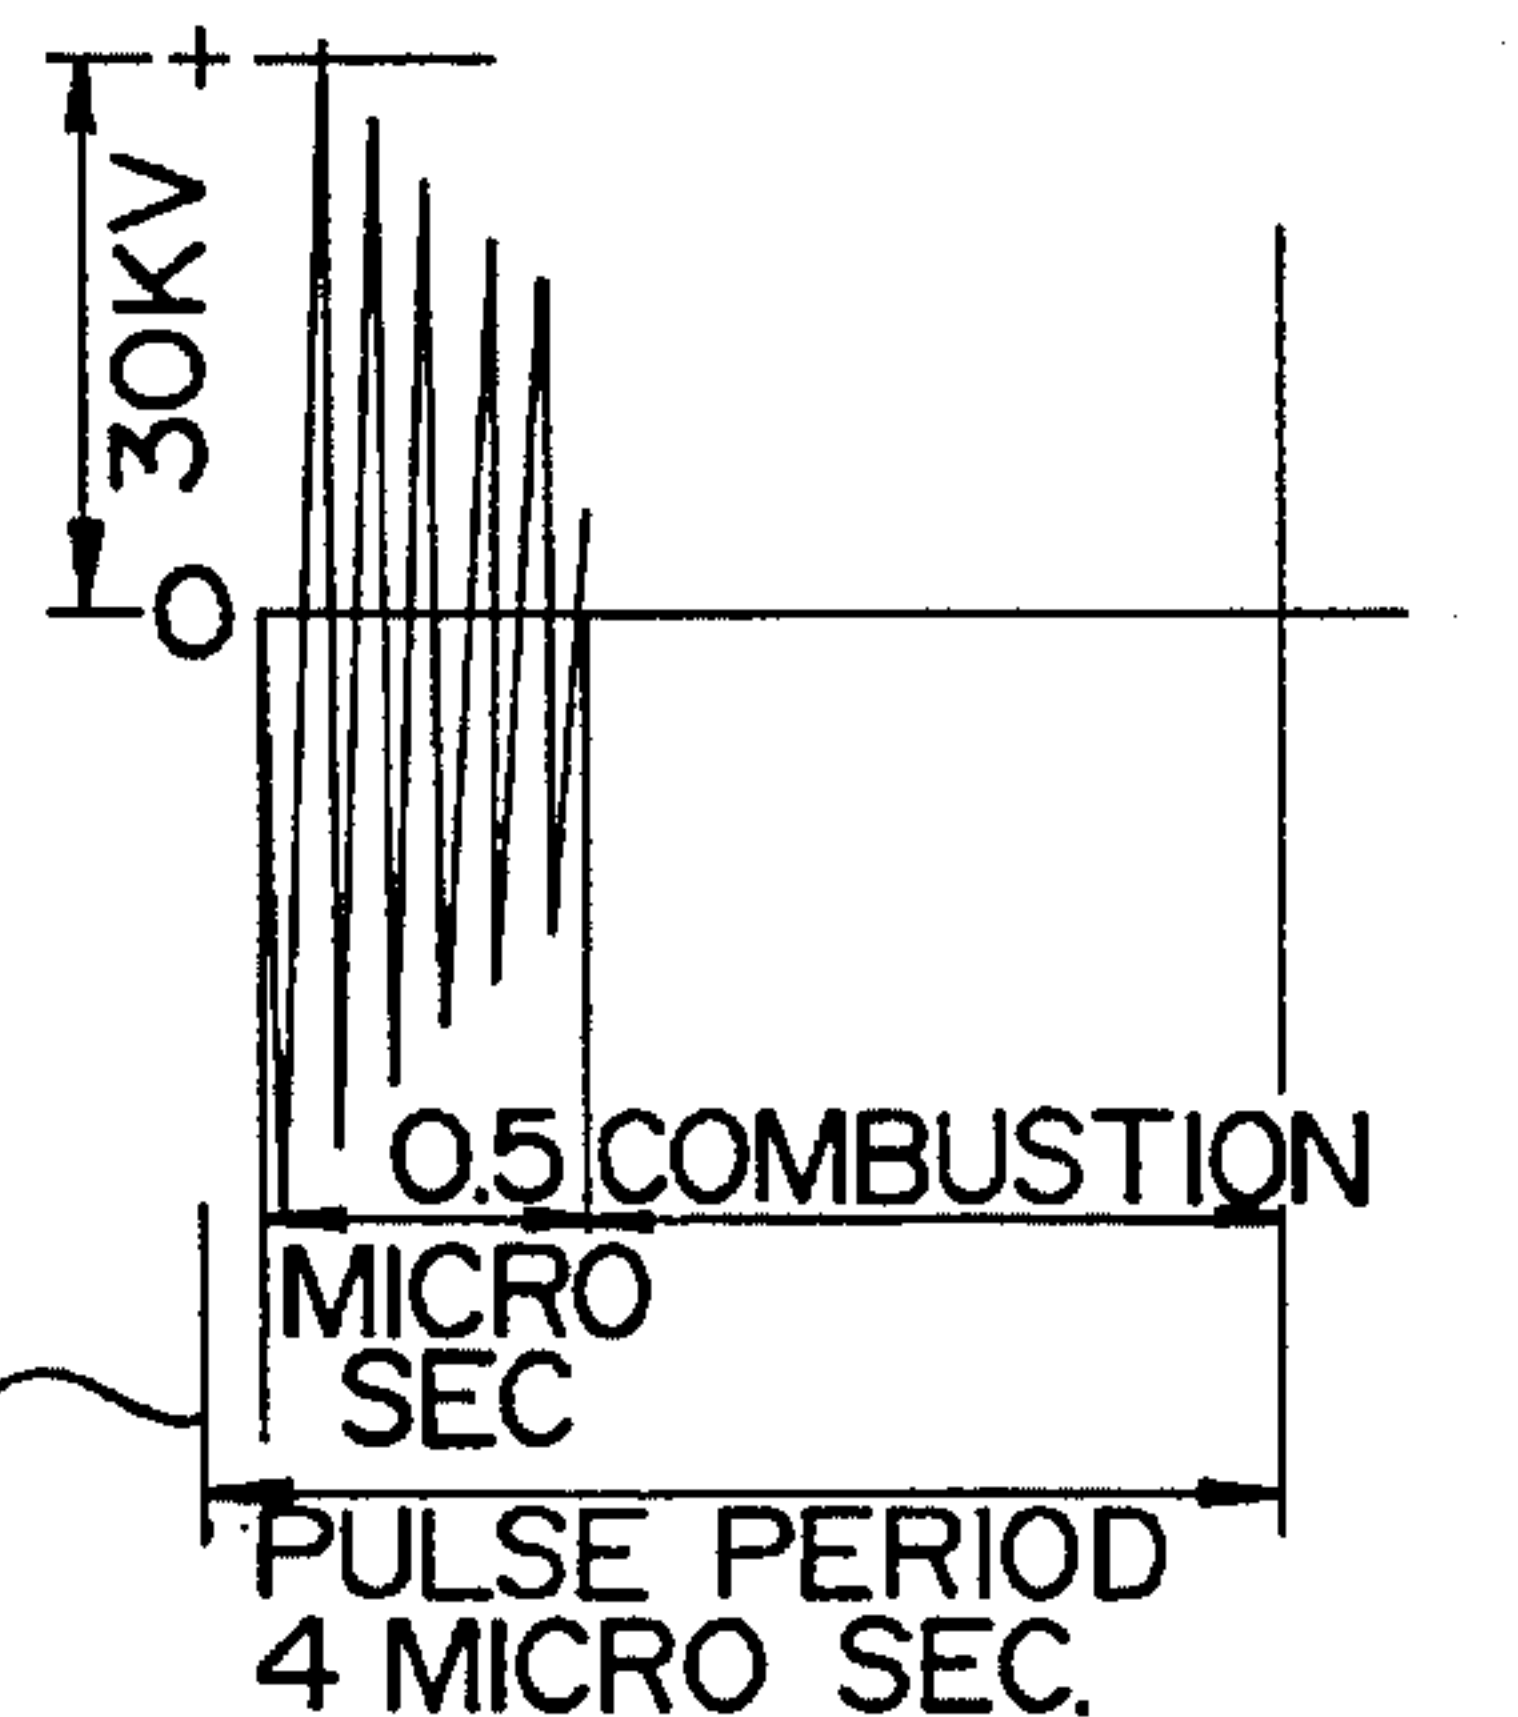 +
30KV
0
0.5 COMBUSTION
MICRO
SEC
PULSE PERIOD
4 MICRO SEC.